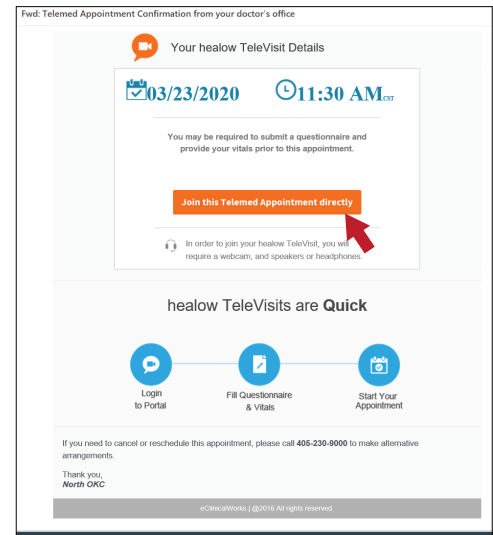 Fwd: Telemed Appointment Confirmation from your doctor's office
Your healow TeleVisit Details
03/23/2020 11:30 AM CST
You may be required to submit a questionnaire and
provide your vitals prior to this appointment.
Join this Telemed Appointment directly
In order to join your healow TeleVisit, you will
require a webcam, and speakers or headphones.
healow TeleVisits are Quick
Login
to Portal
Fill Questionnaire
& Vitals
Start Your
Appointment
If you need to cancel or reschedule this appointment, please call 405-230-9000 to make alternative
arrangements.
Thank you,
North OKC
eClinicalWorks | @2016 All rights reserved.